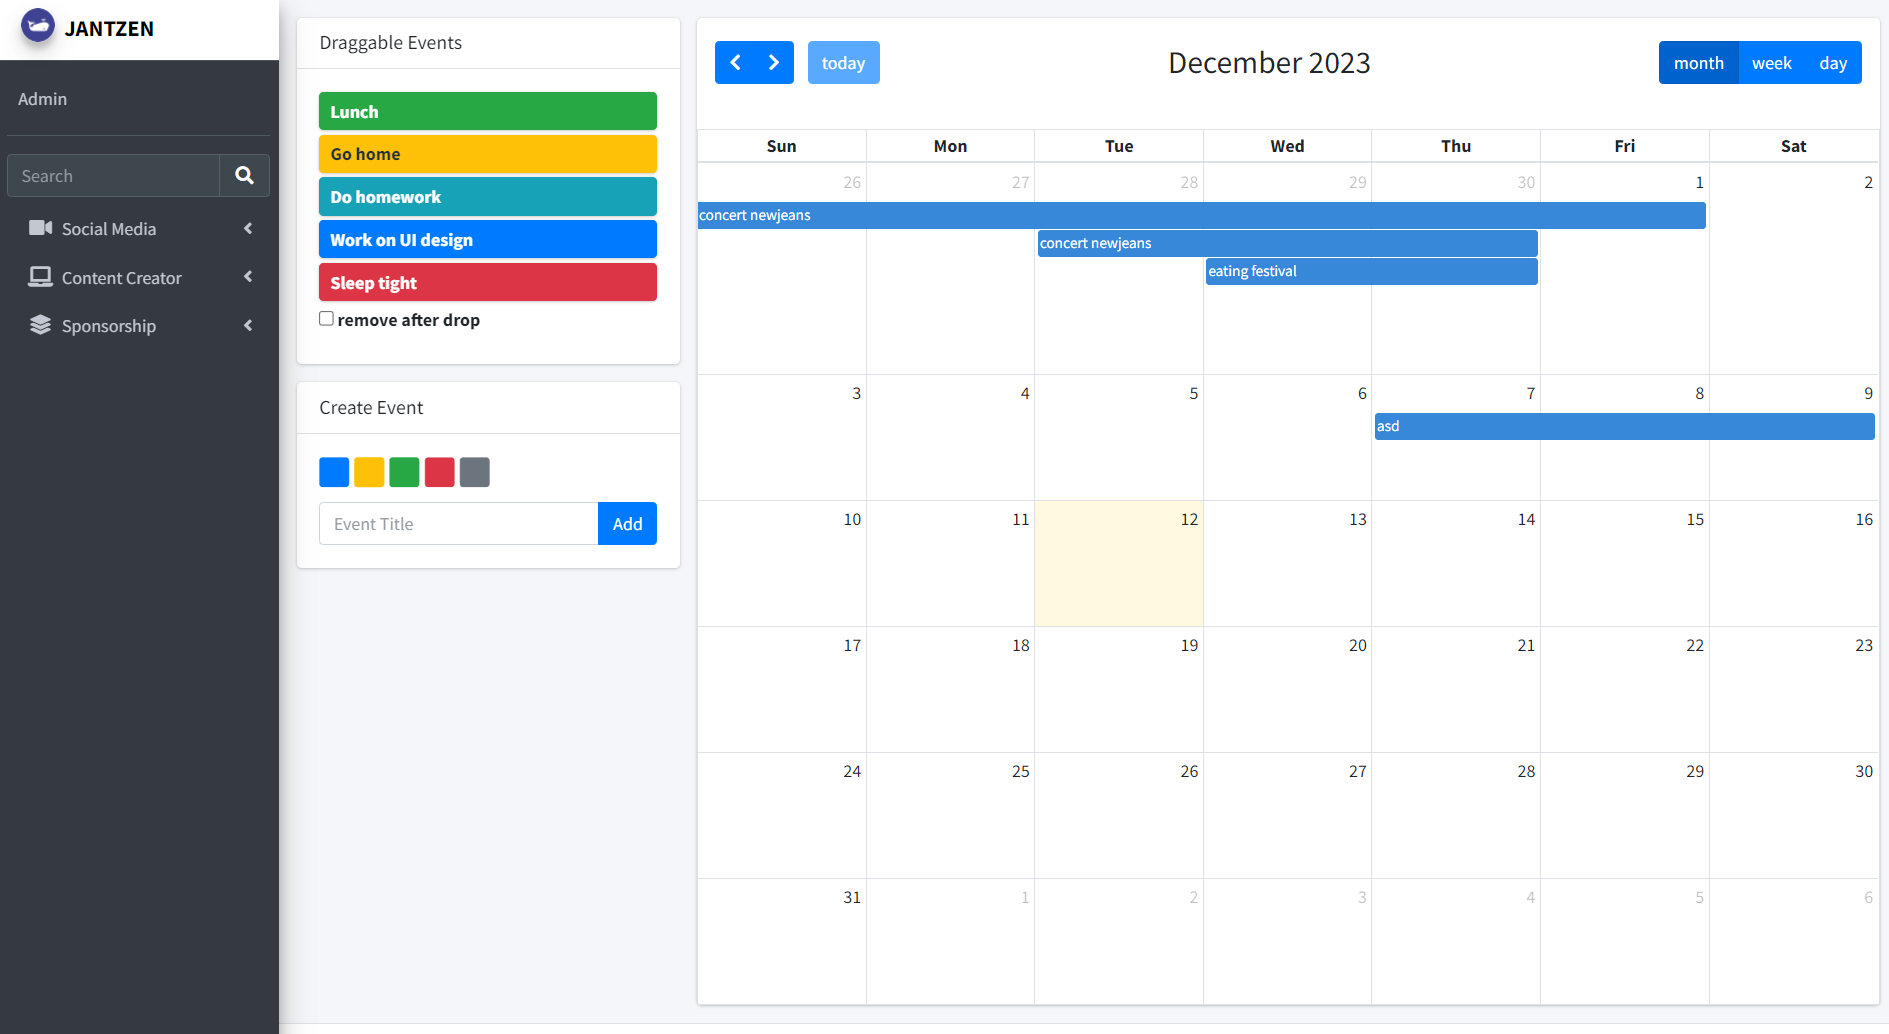 JANTZEN
Admin
Search
Social Media
Content Creator
Sponsorship
Draggable Events
Lunch
Go home
Do homework
Work on UI design
Sleep tight
remove after drop
Create Event
Event Title Add
today December 2023 month week day
Sun Mon Tue Wed Thu Fri Sat
26 27 28 29 30 1 2
concert newjeans
concert newjeans
eating festival
3 4 5 6 7 8 9
asd
10 11 12 13 14 15 16
17 18 19 20 21 22 23
24 25 26 27 28 29 30
31 1 2 3 4 5 6